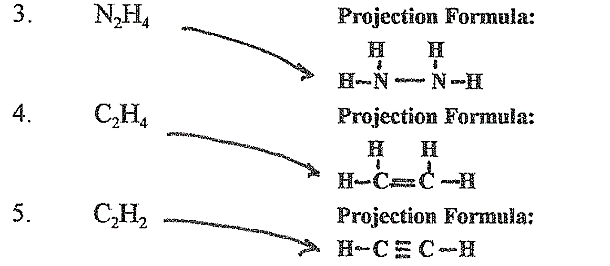 3. N₂H₄ Projection Formula:
H H
H-N-N-H
4. C₂H₄ Projection Formula:
H H
H-C=C-H
5. C₂H₂ Projection Formula:
H-C≡C-H